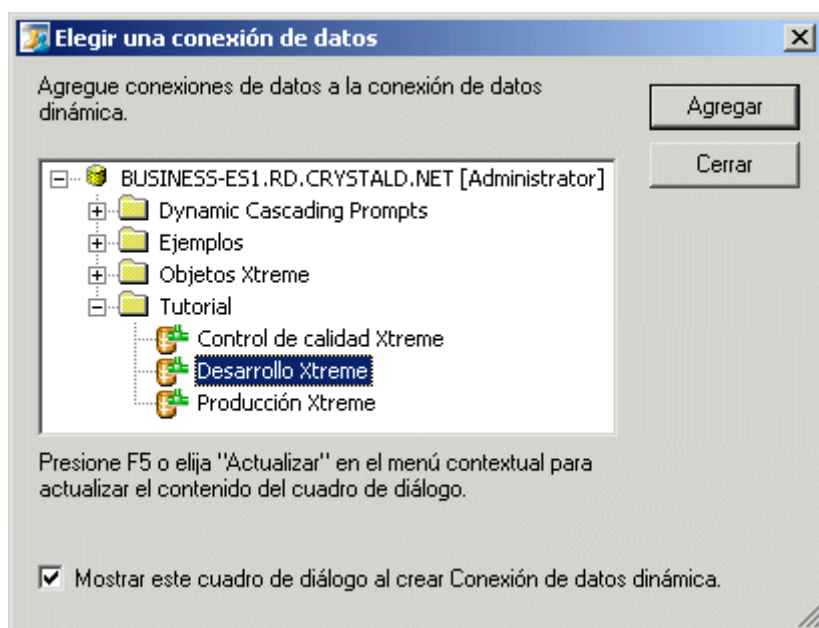 Elegir una conexión de datos
Agregue conexiones de datos a la conexión de datos
dinámica.
Agregar
Cerrar
BUSINESS-ES1.RD.CRYSTALD.NET [Administrator]
Dynamic Cascading Prompts
Ejemplos
Objetos Xtreme
Tutorial
Control de calidad Xtreme
Desarrollo Xtreme
Producción Xtreme
Presione F5 o elija "Actualizar" en el menú contextual para
actualizar el contenido del cuadro de diálogo.
Mostrar este cuadro de diálogo al crear Conexión de datos dinámica.